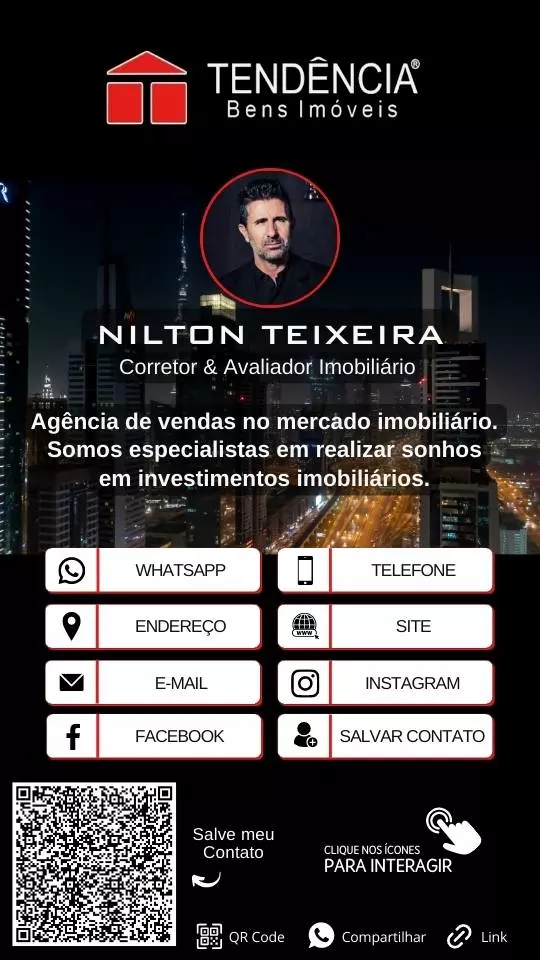 TENDÊNCIA®
Bens Imóveis
NILTON TEIXEIRA
Corretor & Avaliador Imobiliário
Agência de vendas no mercado imobiliário.
Somos especialistas em realizar sonhos
em investimentos imobiliários.
WHATSAPP
TELEFONE
ENDEREÇO
WWW
SITE
E-MAIL
INSTAGRAM
FACEBOOK
SALVAR CONTATO
Salve meu
Contato
CLIQUE NOS ÍCONES
PARA INTERAGIR
QR Code
Compartilhar
Link